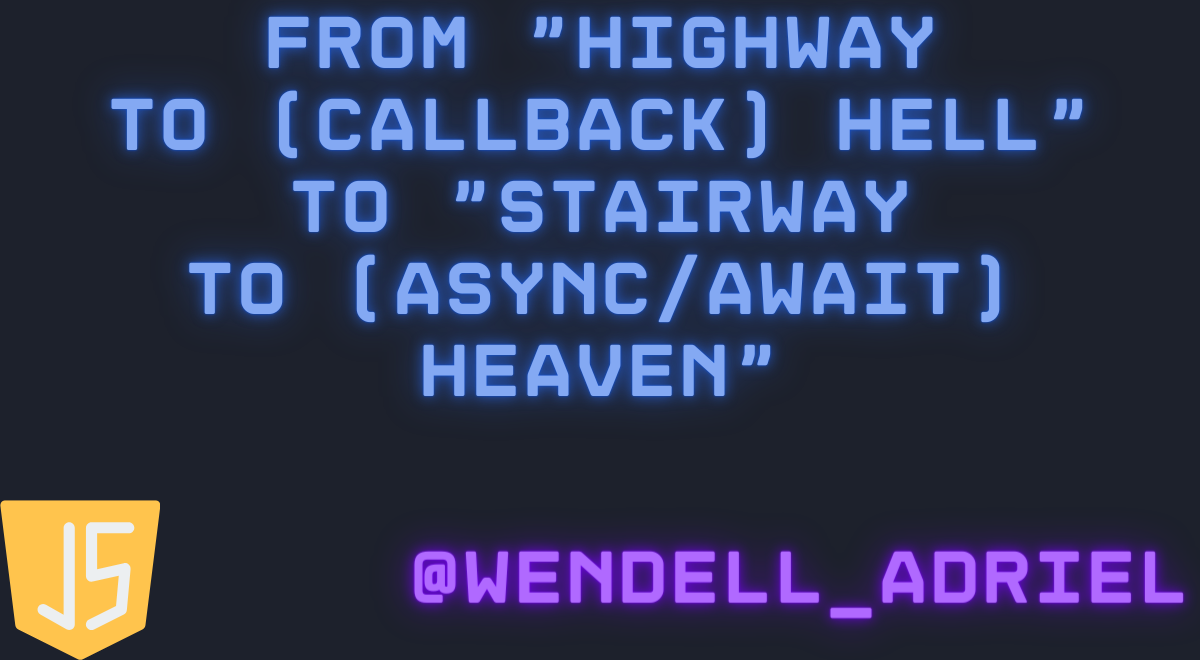 FROM "HIGHWAY
TO (CALLBACK) HELL"
TO "STAIRWAY
TO (ASYNC/AWAIT)
HEAVEN"
JS
@WENDELL_ADRIEL